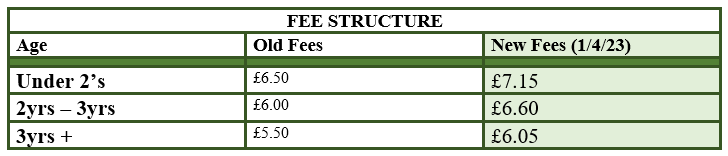 FEE STRUCTURE
Age Old Fees New Fees (1/4/23)
Under 2’s £6.50 £7.15
2yrs – 3yrs £6.00 £6.60
3yrs + £5.50 £6.05